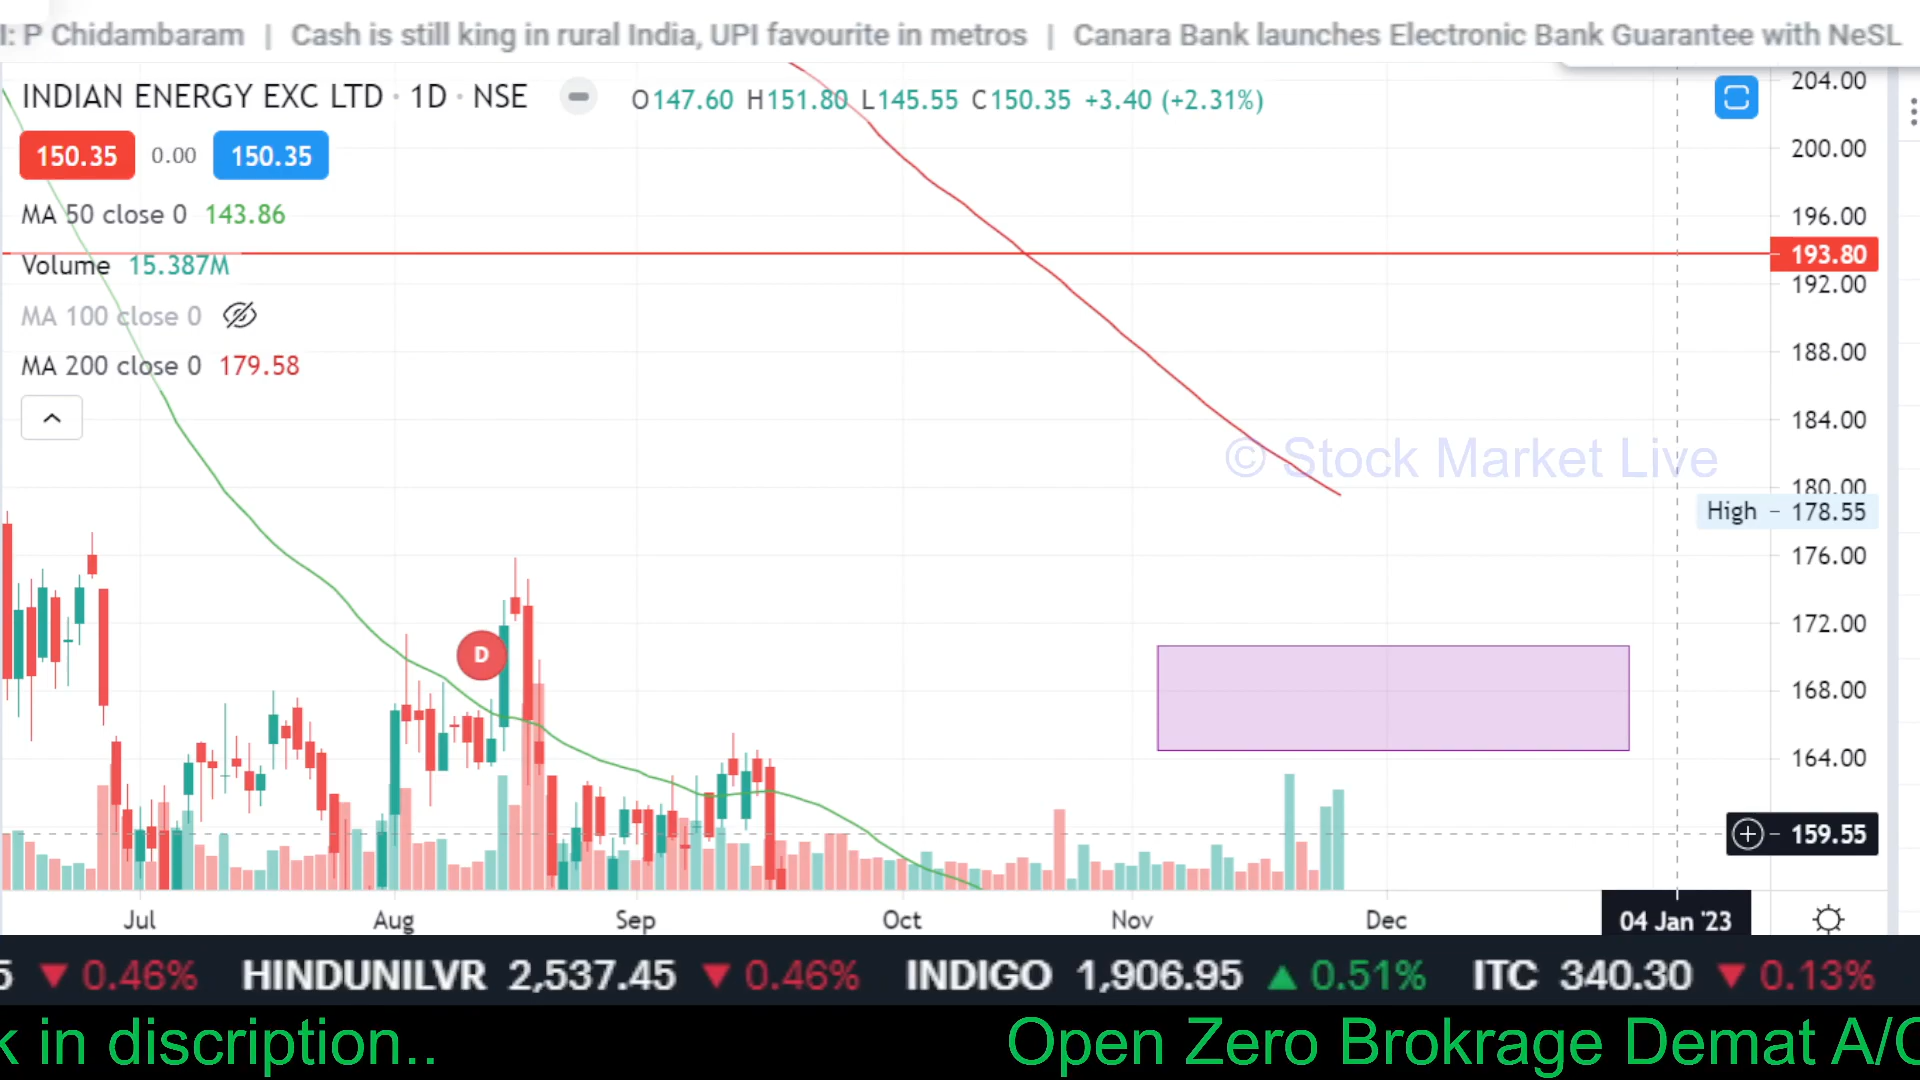 I: P Chidambaram | Cash is still king in rural India, UPI favourite in metros | Canara Bank launches Electronic Bank Guarantee with NeSL
INDIAN ENERGY EXC LTD · 1D · NSE O147.60 H151.80 L145.55 C150.35 +3.40 (+2.31%)
150.35 0.00 150.35
MA 50 close 0 143.86
Volume 15.387M
MA 100 close 0
MA 200 close 0 179.58
204.00
200.00
196.00
193.80
192.00
188.00
184.00
© Stock Market Live
180.00
High 178.55
176.00
D
172.00
168.00
164.00
159.55
Jul Aug Sep Oct Nov Dec 04 Jan '23
5 ▼ 0.46% HINDUNILVR 2,537.45 ▼ 0.46% INDIGO 1,906.95 ▲ 0.51% ITC 340.30 ▼ 0.13%
k in discription.. Open Zero Brokrage Demat A/C